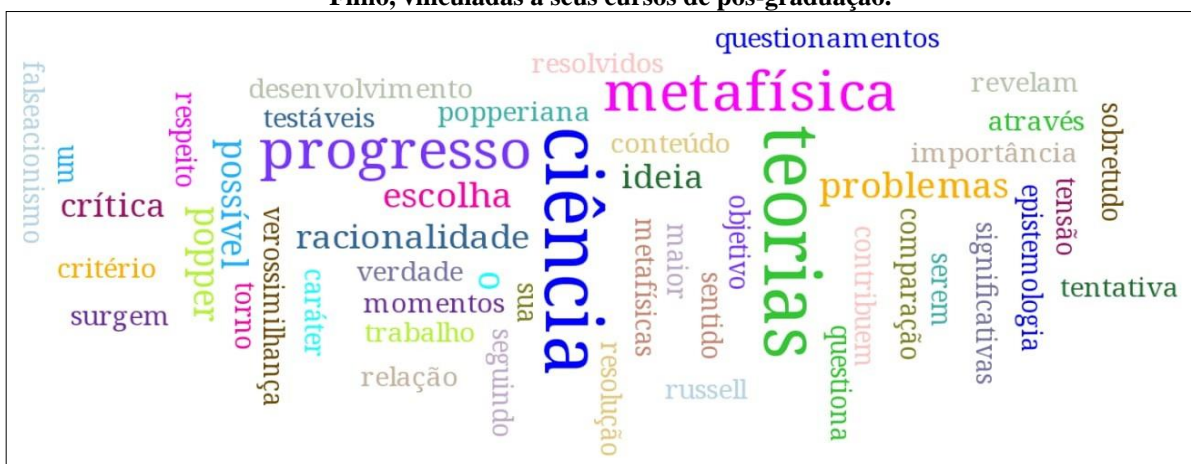 Filho, vinculadas a seus cursos de pós-graduação.
questionamentos
resolvidos
metafísica
revelam
falseacionismo
desenvolvimento
respeito
testáveis
popperiana
através
sobretudo
um
possível
progresso
ciência
conteúdo
teorias
importância
ideia
problemas
crítica
escolha
tensão
epistemologia
popper
verossimilhança
racionalidade
objetivo
metafísicas
maior
contribuem
comparação
significativas
critério
caráter
verdade
o
sua
sentido
serem
tentativa
surgem
torno
momentos
trabalho
seguindo
resolução
questiona
relação
russell